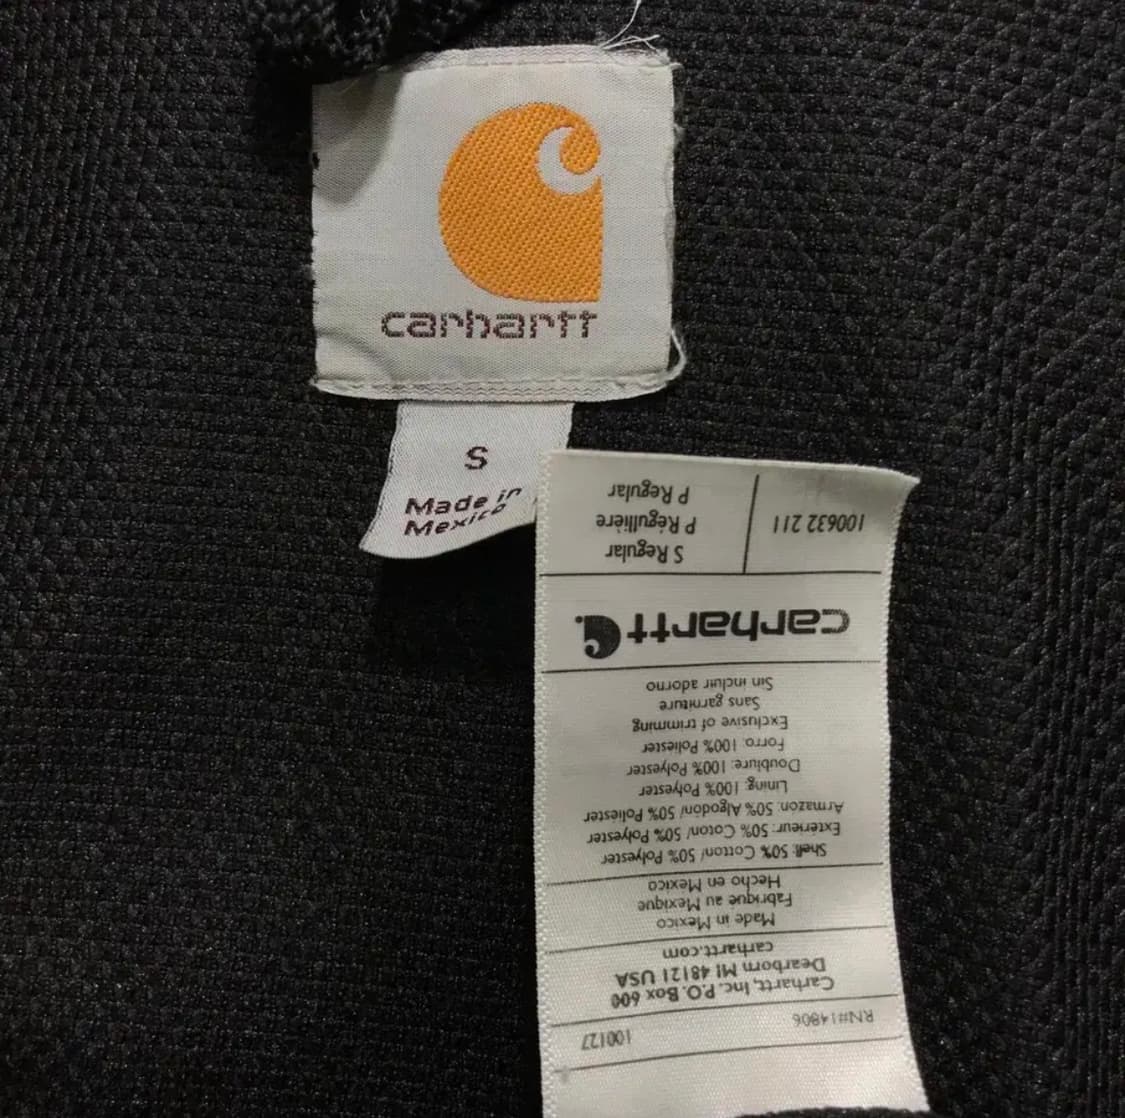 carhartt
S
Made in
Mexico
RN#14806 100127
Carhartt, Inc. P.O. Box 600
Dearborn MI 48121 USA
carhartt.com
Made in Mexico
Fabrique au Mexique
Hecho en Mexico
Shell: 50% Cotton/ 50% Polyester
Extérieur: 50% Coton/ 50% Polyester
Armazon: 50% Algodón/ 50% Poliester
Lining: 100% Polyester
Doublure: 100% Polyester
Forro: 100% Poliester
Exclusive of trimming
Sans garniture
Sin incluir adorno
carhartt
S Regular
100632 211 P Régulière
P Regular